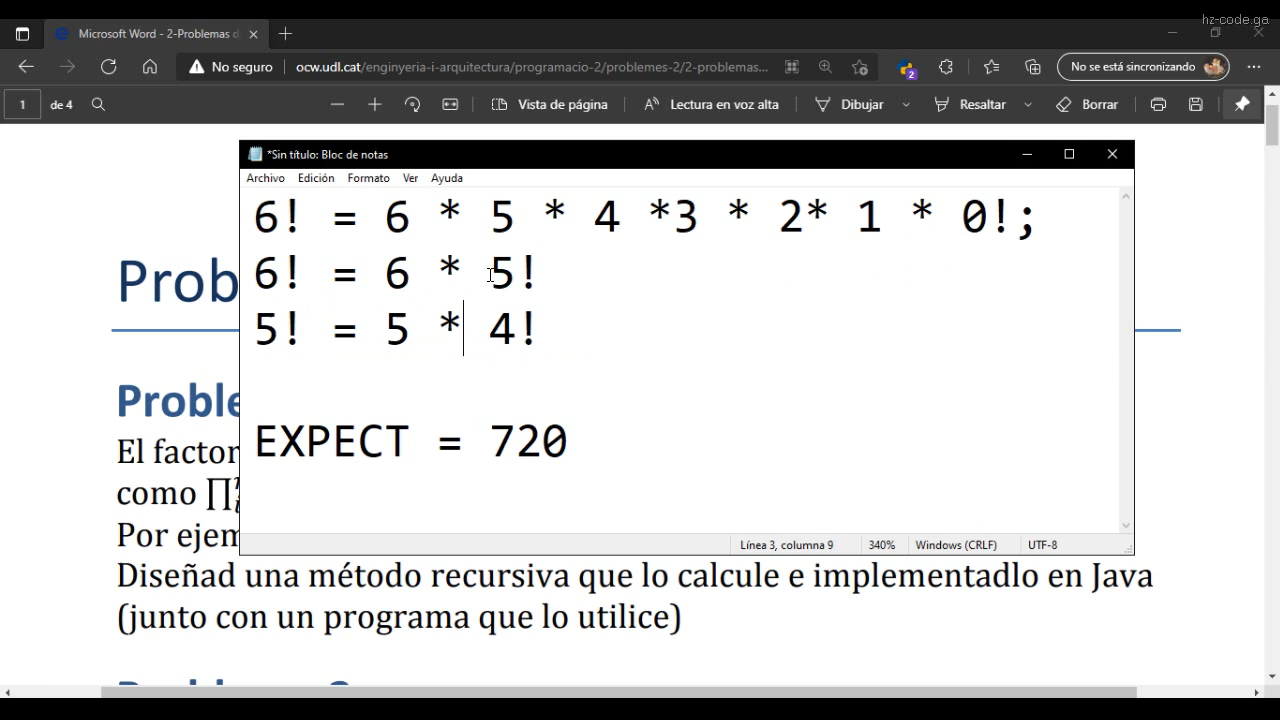 hz-code.ga
Microsoft Word - 2-Problemas d
No seguro
ocw.udl.cat/enginyeria-i-arquitectura/programacio-2/problemes-2/2-problemas...
2
No se está sincronizando
1 de 4
Vista de página
Lectura en voz alta
Dibujar
Resaltar
Borrar
*Sin título: Bloc de notas
Archivo Edición Formato Ver Ayuda
6! = 6 * 5 * 4 *3 * 2* 1 * 0!;
6! = 6 * 5!
5! = 5 * 4!
EXPECT = 720
Línea 3, columna 9 340% Windows (CRLF) UTF-8
Prob
Proble
El factor
como ∏
Por ejem
Diseñad una método recursiva que lo calcule e implementadlo en Java
(junto con un programa que lo utilice)